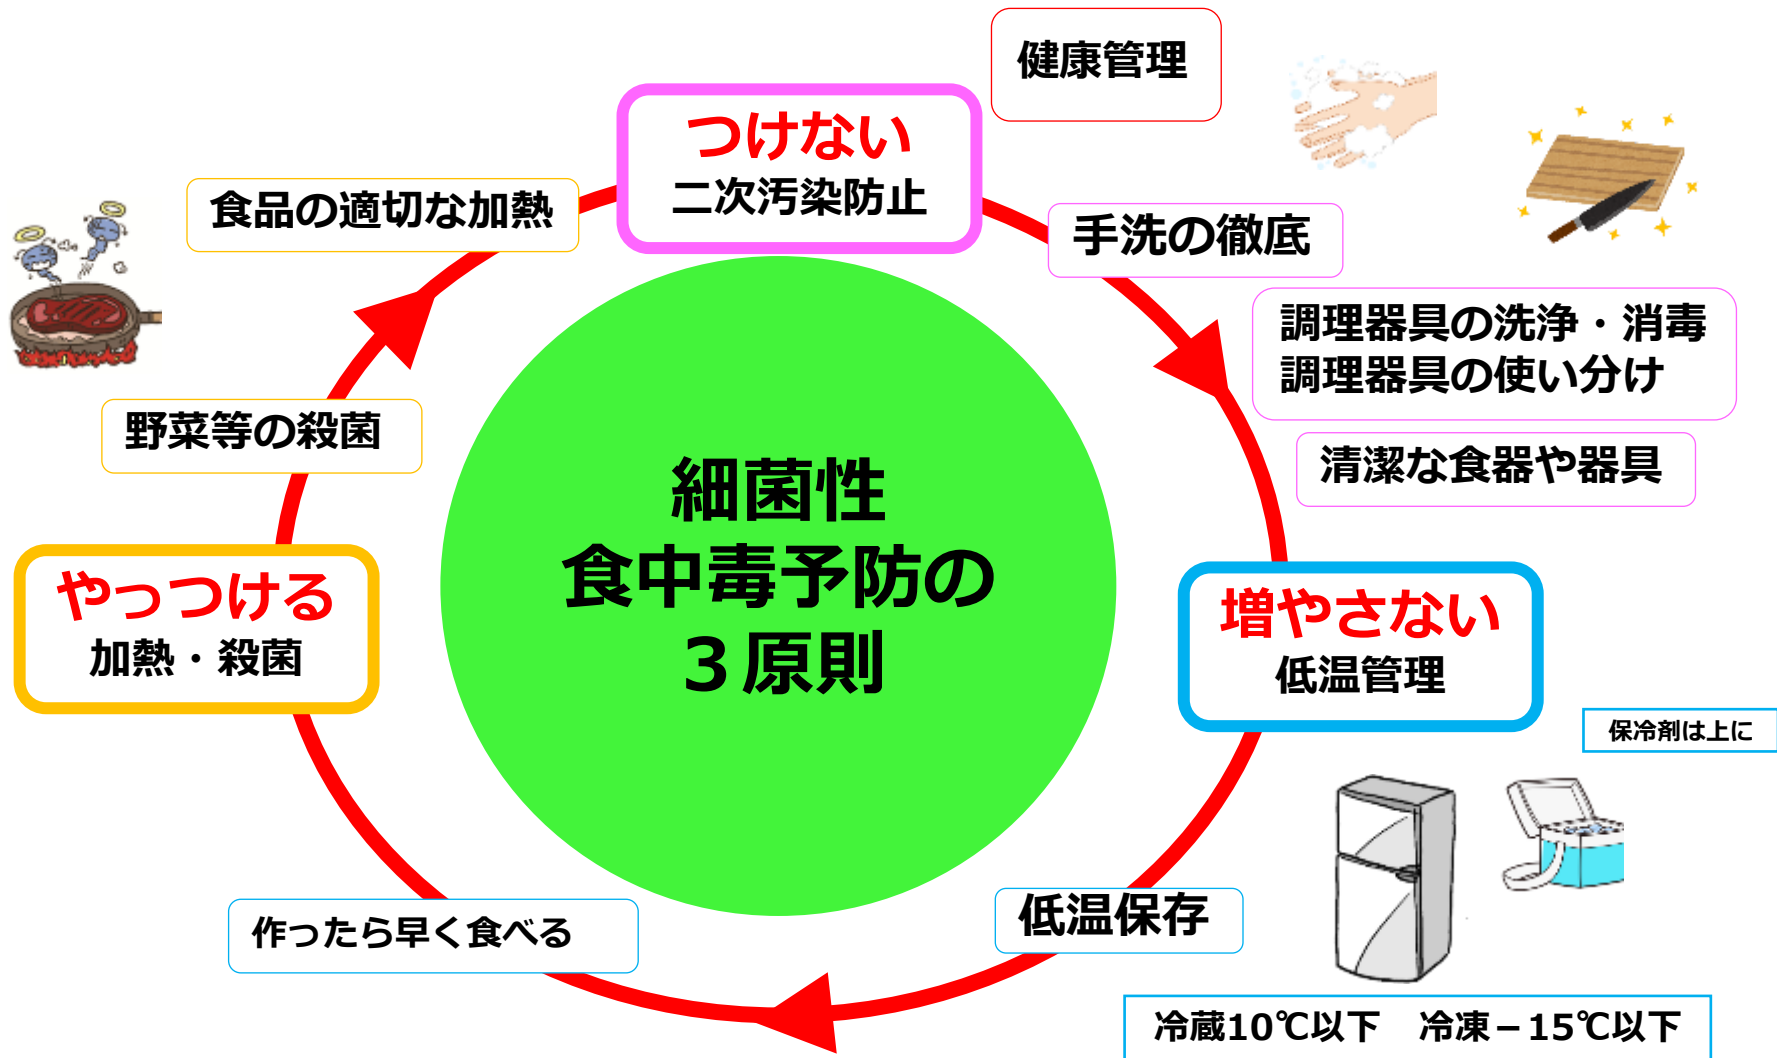 健康管理
つけない
二次汚染防止
食品の適切な加熱
手洗の徹底
調理器具の洗浄・消毒
調理器具の使い分け
野菜等の殺菌
清潔な食器や器具
細菌性
食中毒予防の
３原則
やっつける
加熱・殺菌
増やさない
低温管理
保冷剤は上に
低温保存
作ったら早く食べる
冷蔵10℃以下　冷凍－15℃以下